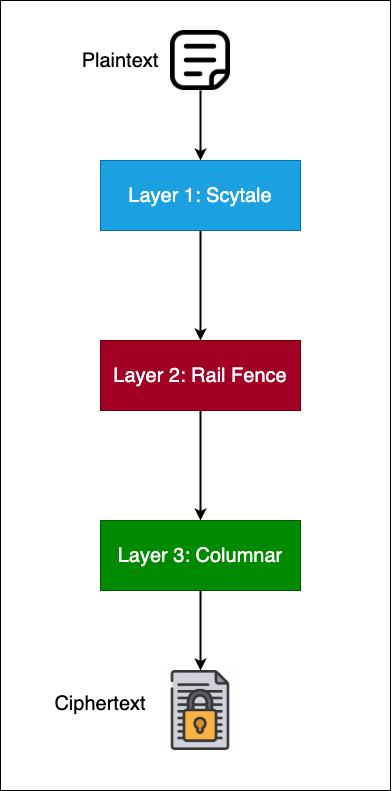 Plaintext
Layer 1: Scytale
Layer 2: Rail Fence
Layer 3: Columnar
Ciphertext